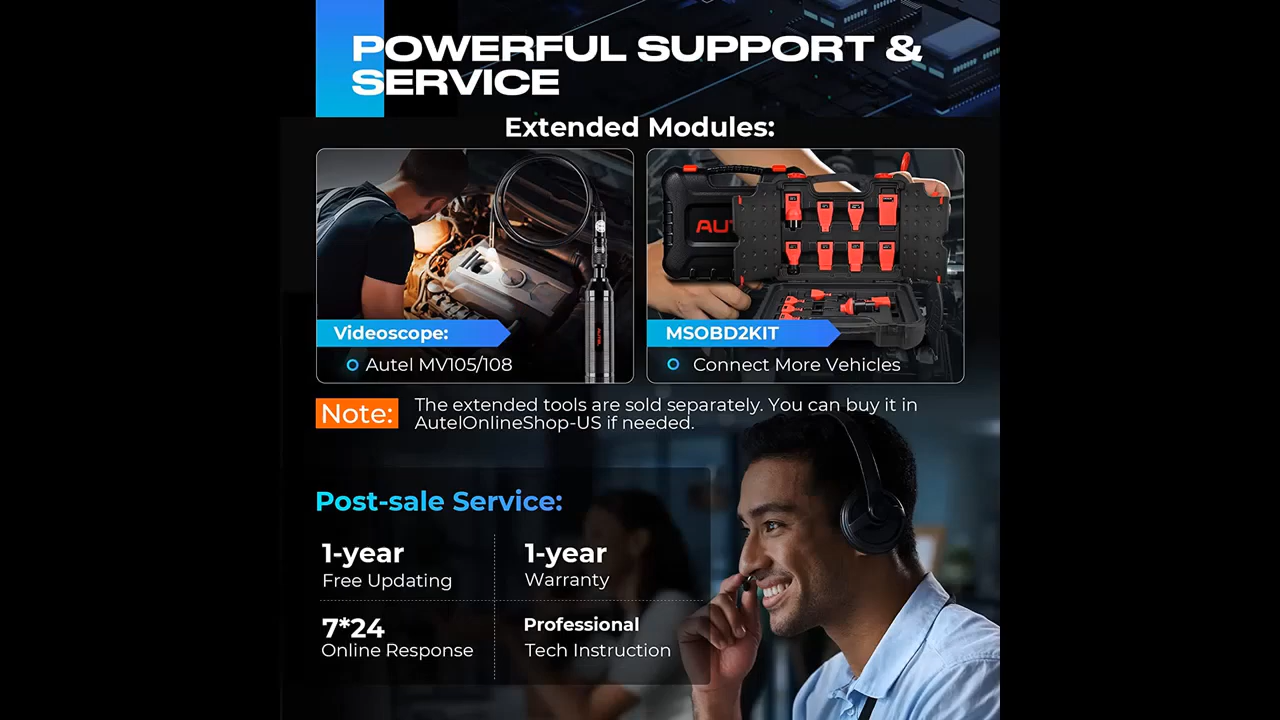 POWERFUL SUPPORT &
SERVICE
Extended Modules:
Videoscope:
Autel MV105/108
AUTEL
MSOBD2KIT
Connect More Vehicles
AU
Note:
The extended tools are sold separately. You can buy it in
AutelOnlineShop-US if needed.
Post-sale Service:
1-year
Free Updating
1-year
Warranty
7*24
Online Response
Professional
Tech Instruction